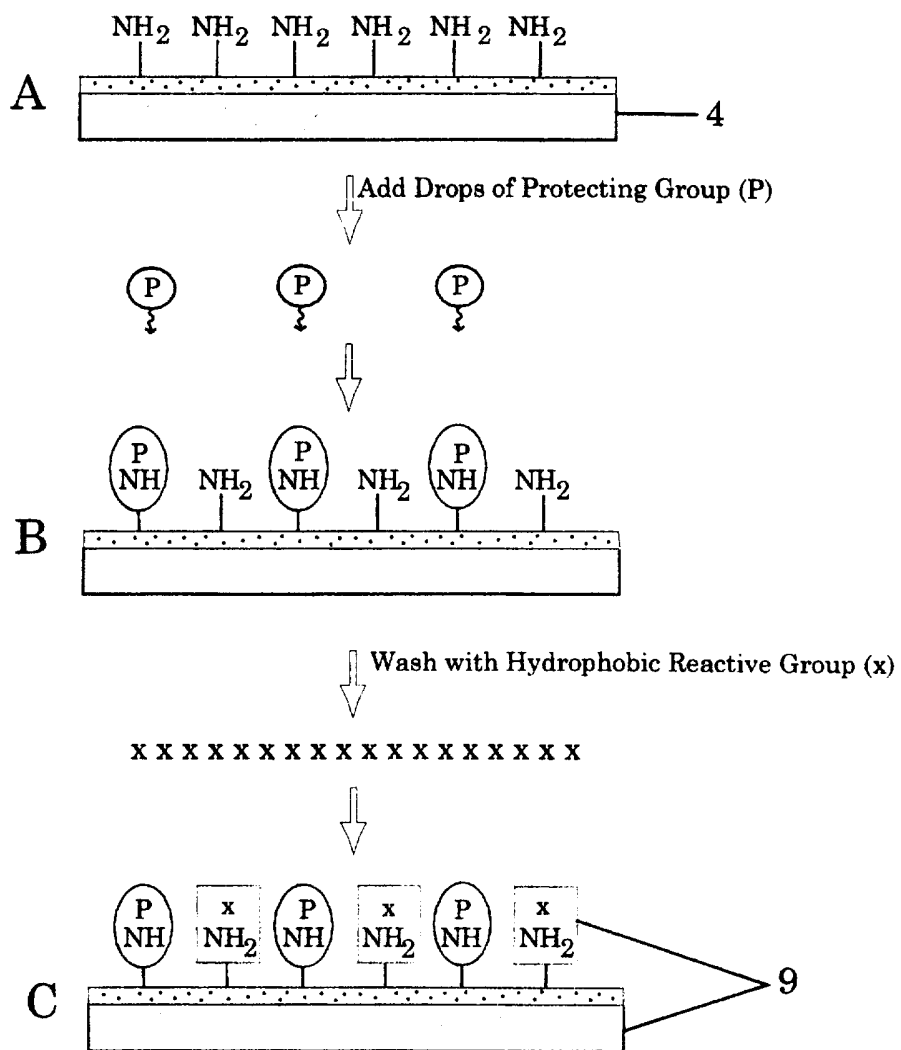 NH₂ NH₂ NH₂ NH₂ NH₂ NH₂
A
4
Add Drops of Protecting Group (P)
P P P
P P P
NH NH₂ NH NH₂ NH NH₂
B
Wash with Hydrophobic Reactive Group (x)
x x x x x x x x x x x x x x x x x x
P x P x P x
NH NH₂ NH NH₂ NH NH₂
9
C